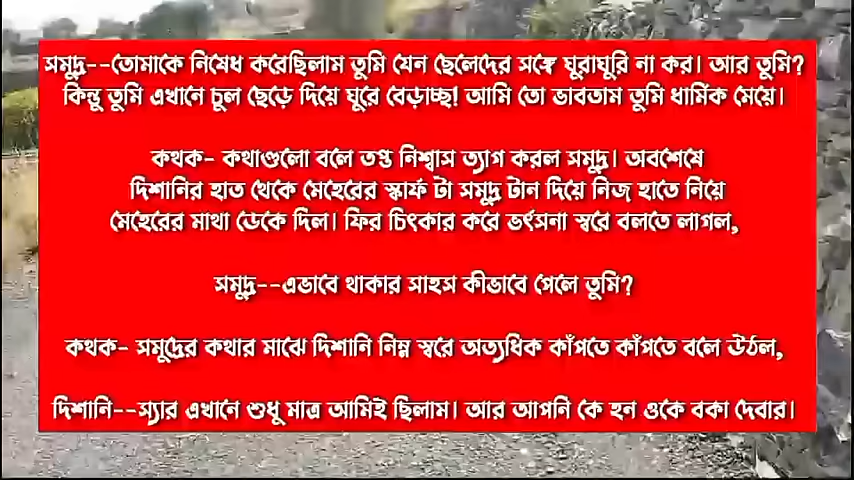 সমুদ্র--তোমাকে নিষেধ করেছিলাম তুমি যেন ছেলেদের সঙ্গে ঘুরাঘুরি না কর। আর তুমি?
কিন্তু তুমি এখানে চুল ছেড়ে দিয়ে ঘুরে বেড়াচ্ছ! আমি তো ভাবতাম তুমি ধার্মিক মেয়ে।
কথক- কথাগুলো বলে তপ্ত নিশ্বাস ত্যাগ করল সমুদ্র। অবশেষে
দিশানির হাত থেকে মেহেরের স্কার্ফ টা সমুদ্র টান দিয়ে নিজ হাতে নিয়ে
মেহেরের মাথা ডেকে দিল। ফির চিৎকার করে ভর্ৎসনা স্বরে বলতে লাগল,
সমুদ্র--এভাবে থাকার সাহস কীভাবে পেলে তুমি?
কথক- সমুদ্রের কথার মাঝে দিশানি নিম্ন স্বরে অত্যধিক কাঁপতে কাঁপতে বলে উঠল,
দিশানি--স্যার এখানে শুধু মাত্র আমিই ছিলাম। আর আপনি কে হন ওকে বকা দেবার।